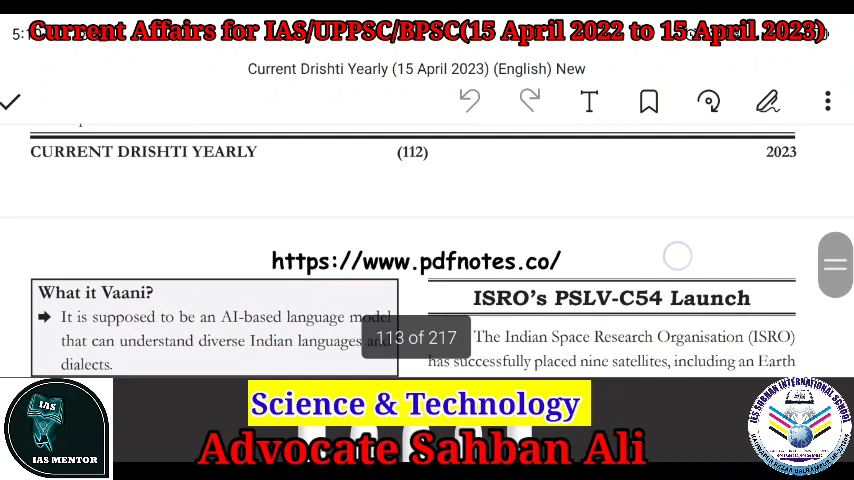 Current Affairs for IAS/UPPSC/BPSC(15 April 2022 to 15 April 2023)
Current Drishti Yearly (15 April 2023) (English) New
CURRENT DRISHTI YEARLY (112) 2023
https://www.pdfnotes.co/
What it Vaani?
It is supposed to be an AI-based language model
that can understand diverse Indian languages and
dialects.
ISRO's PSLV-C54 Launch
The Indian Space Research Organisation (ISRO)
has successfully placed nine satellites, including an Earth
113 of 217
Science & Technology
Advocate Sahban Ali
IAS
IAS MENTOR